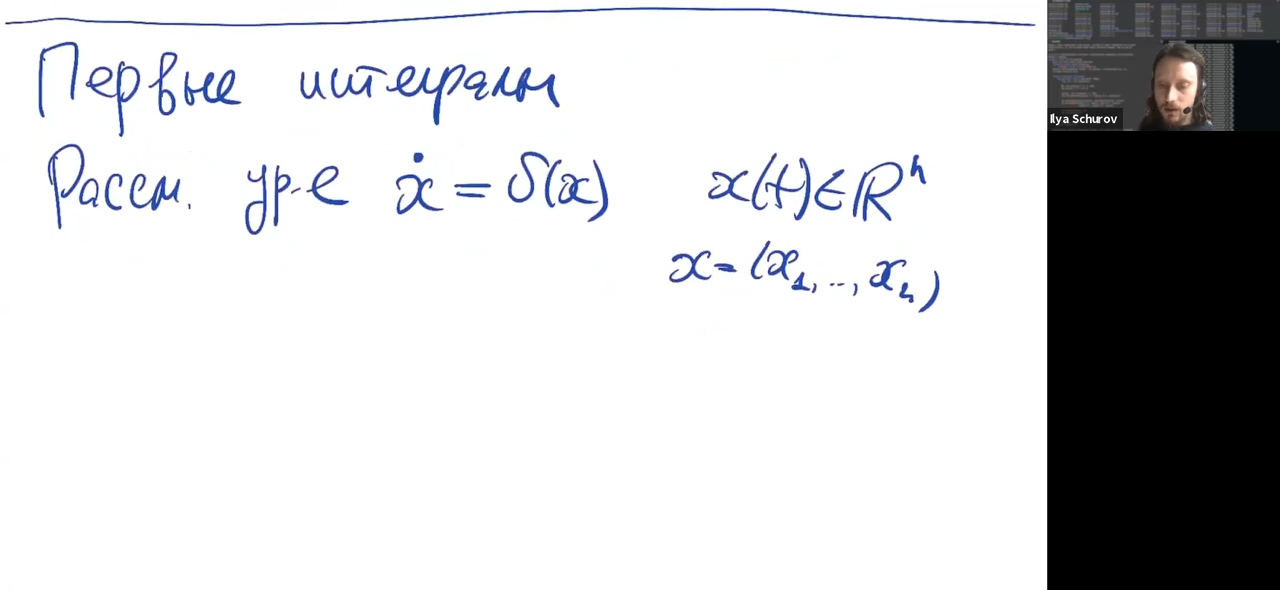 Первые интегралы
Рассм. ур-е ẋ = v(x) x(t) ∈ ℝⁿ
x = (x₁, .., xₙ)
Ilya Schurov